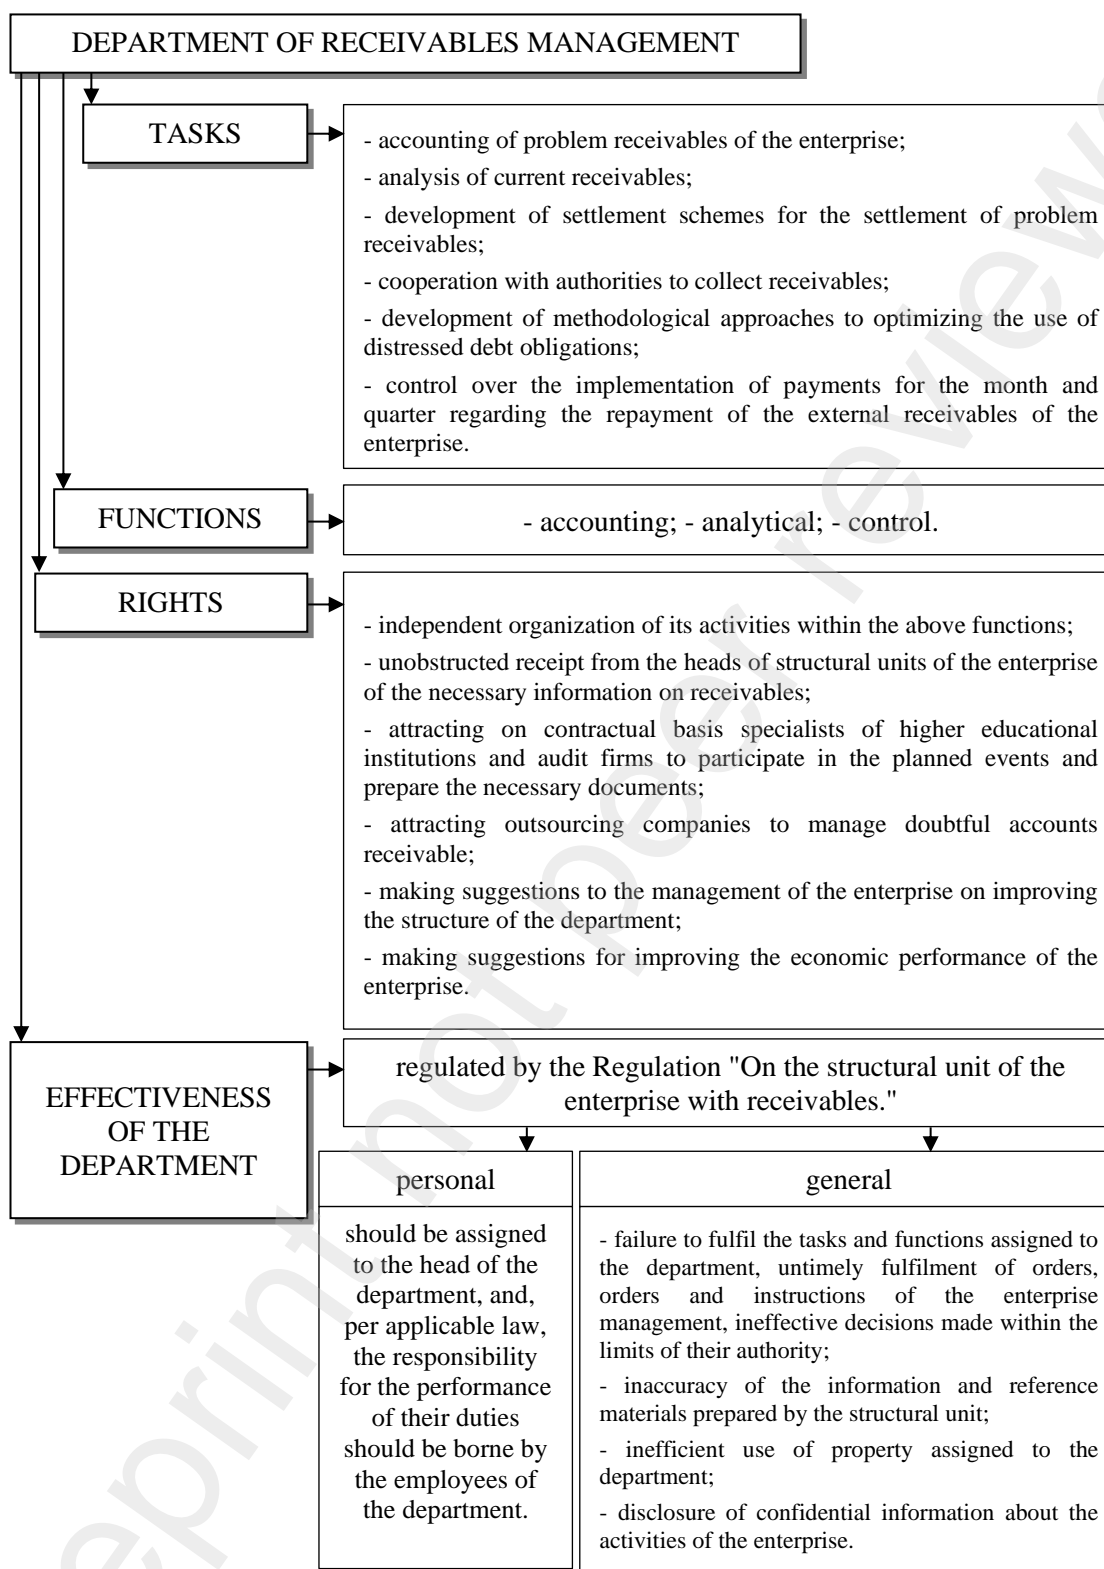 DEPARTMENT OF RECEIVABLES MANAGEMENT
TASKS
- accounting of problem receivables of the enterprise;
- analysis of current receivables;
- development of settlement schemes for the settlement of problem
receivables;
- cooperation with authorities to collect receivables;
- development of methodological approaches to optimizing the use of
distressed debt obligations;
- control over the implementation of payments for the month and
quarter regarding the repayment of the external receivables of the
enterprise.
FUNCTIONS
- accounting; - analytical; - control.
RIGHTS
- independent organization of its activities within the above functions;
- unobstructed receipt from the heads of structural units of the enterprise
of the necessary information on receivables;
- attracting on contractual basis specialists of higher educational
institutions and audit firms to participate in the planned events and
prepare the necessary documents;
- attracting outsourcing companies to manage doubtful accounts
receivable;
- making suggestions to the management of the enterprise on improving
the structure of the department;
- making suggestions for improving the economic performance of the
enterprise.
EFFECTIVENESS
OF THE
DEPARTMENT
regulated by the Regulation "On the structural unit of the
enterprise with receivables."
personal
should be assigned
to the head of the
department, and,
per applicable law,
the responsibility
for the performance
of their duties
should be borne by
the employees of
the department.
general
- failure to fulfil the tasks and functions assigned to
the department, untimely fulfilment of orders,
orders and instructions of the enterprise
management, ineffective decisions made within the
limits of their authority;
- inaccuracy of the information and reference
materials prepared by the structural unit;
- inefficient use of property assigned to the
department;
- disclosure of confidential information about the
activities of the enterprise.
eprint not peer review